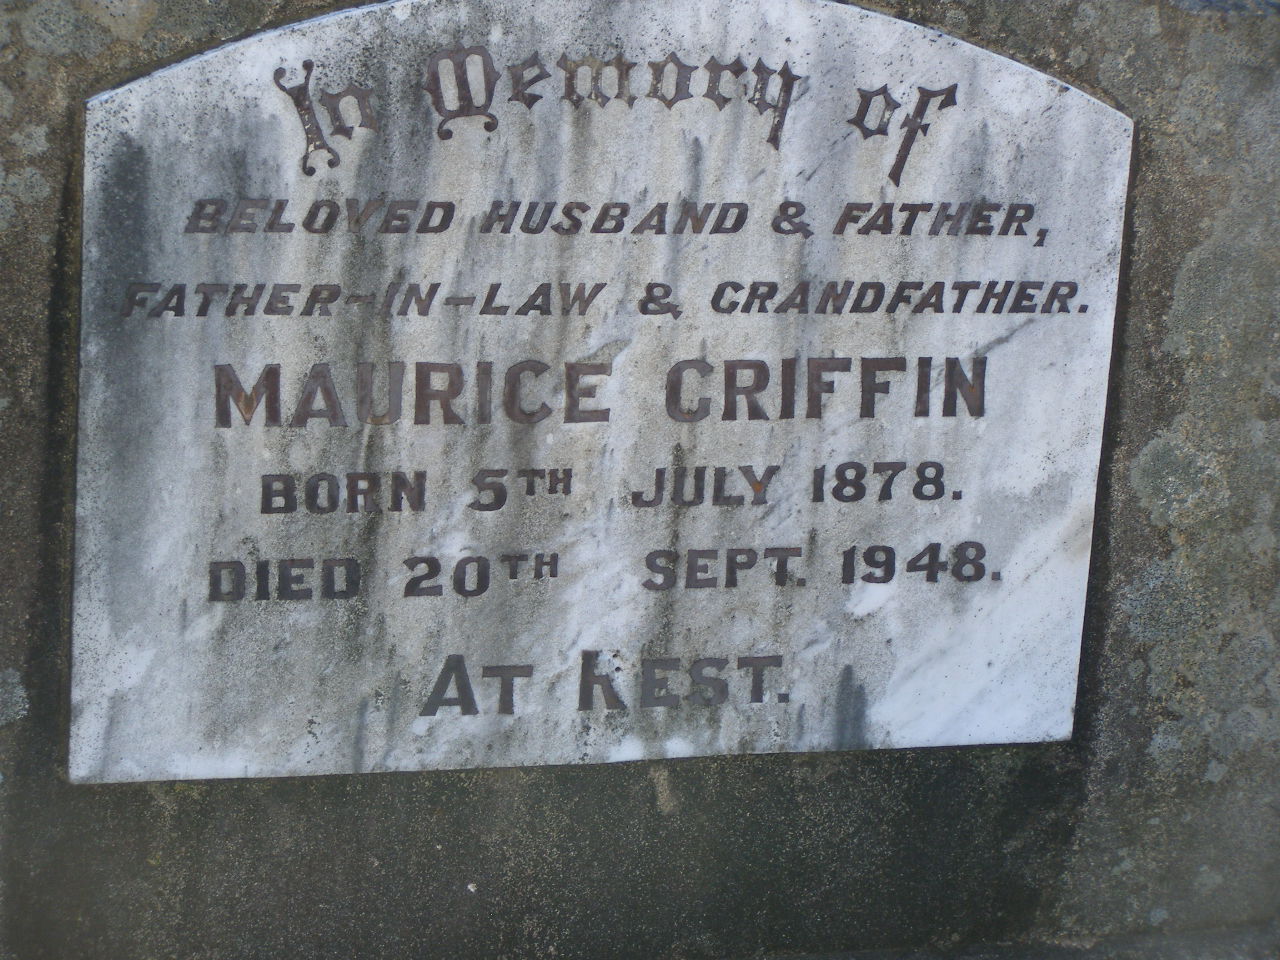 In Memory of
BELOVED HUSBAND & FATHER,
FATHER-IN-LAW & GRANDFATHER.
MAURICE GRIFFIN
BORN 5TH JULY 1878.
DIED 20TH SEPT. 1948.
AT REST.